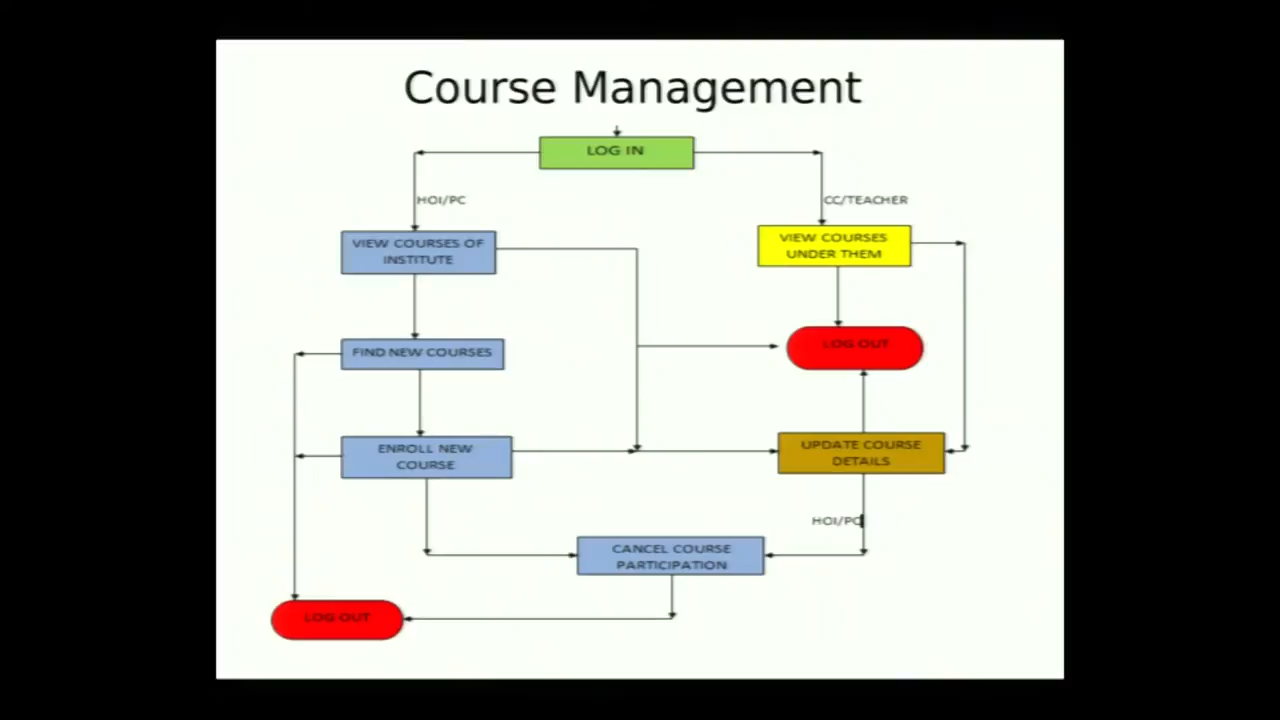 Course Management
LOG IN
HOI/PC
CC/TEACHER
VIEW COURSES OF
INSTITUTE
VIEW COURSES
UNDER THEM
FIND NEW COURSES
LOG OUT
ENROLL NEW
COURSE
UPDATE COURSE
DETAILS
HOI/PC
CANCEL COURSE
PARTICIPATION
LOG OUT